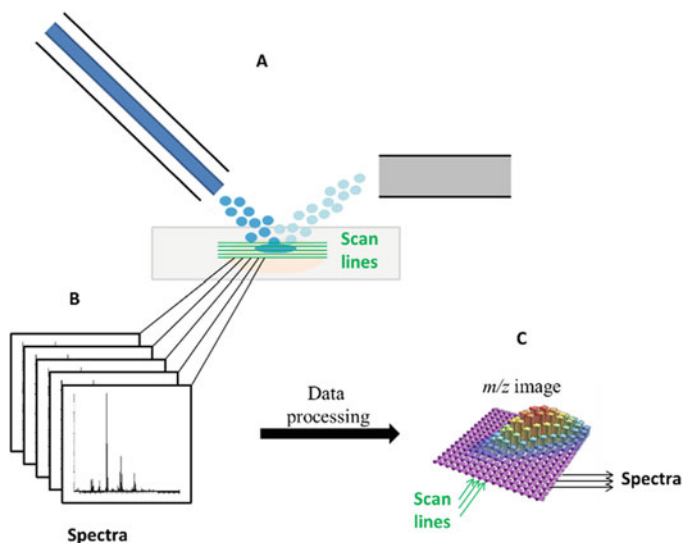 A
Scan
lines
B
C
m/z image
Data
processing
Spectra
Scan
lines
Spectra